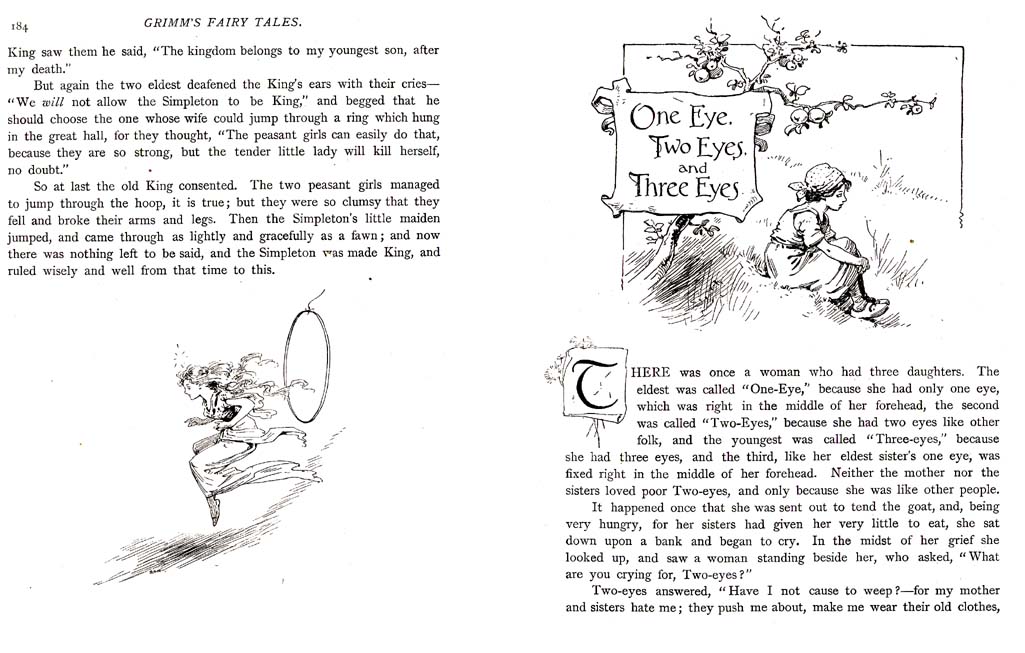 184
GRIMM'S FAIRY TALES.
King saw them he said, "The kingdom belongs to my youngest son, after
my death."
But again the two eldest deafened the King's ears with their cries—
"We will not allow the Simpleton to be King," and begged that he
should choose the one whose wife could jump through a ring which hung
in the great hall, for they thought, "The peasant girls can easily do that,
because they are so strong, but the tender little lady will kill herself,
no doubt."
So at last the old King consented. The two peasant girls managed
to jump through the hoop, it is true; but they were so clumsy that they
fell and broke their arms and legs. Then the Simpleton's little maiden
jumped, and came through as lightly and gracefully as a fawn; and now
there was nothing left to be said, and the Simpleton was made King, and
ruled wisely and well from that time to this.
One Eye.
Two Eyes.
and
Three Eyes
THERE was once a woman who had three daughters. The
eldest was called "One-Eye," because she had only one eye,
which was right in the middle of her forehead, the second
was called "Two-Eyes," because she had two eyes like other
folk, and the youngest was called "Three-eyes," because
she had three eyes, and the third, like her eldest sister's one eye, was
fixed right in the middle of her forehead. Neither the mother nor the
sisters loved poor Two-eyes, and only because she was like other people.
It happened once that she was sent out to tend the goat, and, being
very hungry, for her sisters had given her very little to eat, she sat
down upon a bank and began to cry. In the midst of her grief she
looked up, and saw a woman standing beside her, who asked, "What
are you crying for, Two-eyes?"
Two-eyes answered, "Have I not cause to weep?—for my mother
and sisters hate me; they push me about, make me wear their old clothes,